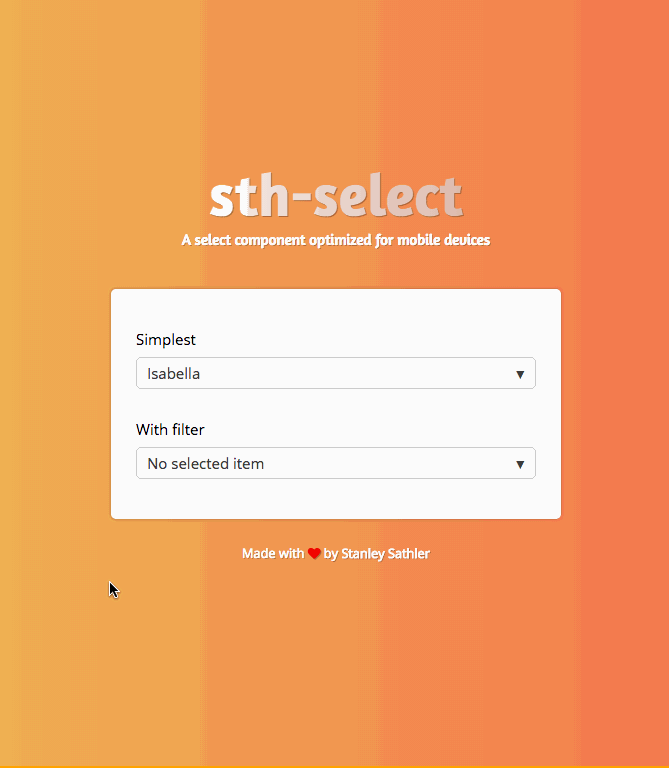 sth-select
A select component optimized for mobile devices
Simplest
Isabella
With filter
No selected item
Made with ❤ by Stanley Sathler